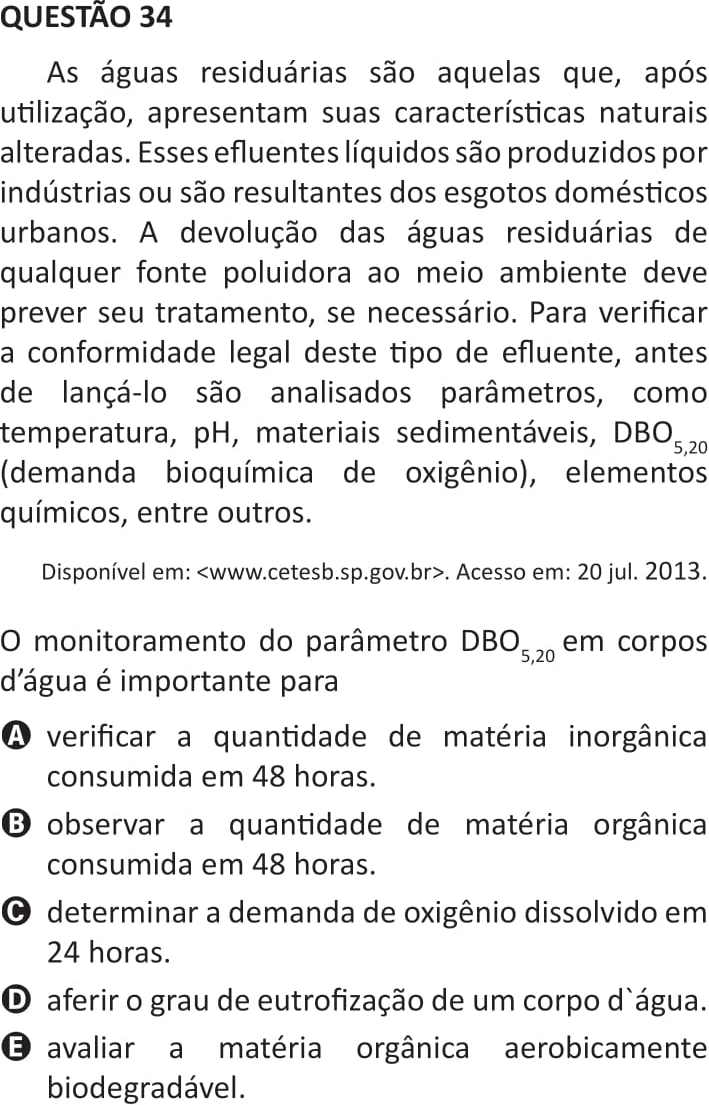 QUESTÃO 34
As águas residuárias são aquelas que, após
utilização, apresentam suas características naturais
alteradas. Esses efluentes líquidos são produzidos por
indústrias ou são resultantes dos esgotos domésticos
urbanos. A devolução das águas residuárias de
qualquer fonte poluidora ao meio ambiente deve
prever seu tratamento, se necessário. Para verificar
a conformidade legal deste tipo de efluente, antes
de lançá-lo são analisados parâmetros, como
temperatura, pH, materiais sedimentáveis, DBO5,20
(demanda bioquímica de oxigênio), elementos
químicos, entre outros.
Disponível em: <www.cetesb.sp.gov.br>. Acesso em: 20 jul. 2013.
O monitoramento do parâmetro DBO5,20 em corpos
d’água é importante para
A verificar a quantidade de matéria inorgânica
consumida em 48 horas.
B observar a quantidade de matéria orgânica
consumida em 48 horas.
C determinar a demanda de oxigênio dissolvido em
24 horas.
D aferir o grau de eutrofização de um corpo d`água.
E avaliar a matéria orgânica aerobicamente
biodegradável.